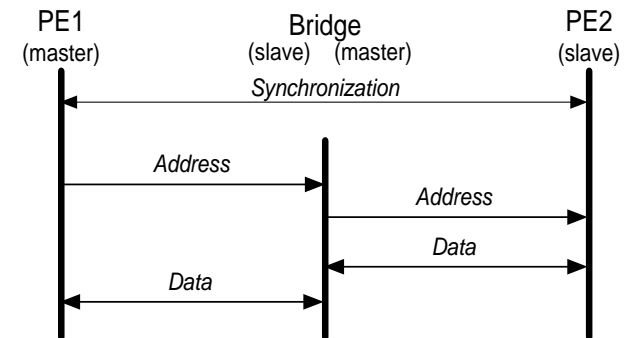 PE1 Bridge PE2
(master) (slave) (master) (slave)
Synchronization
Address
Address
Data
Data